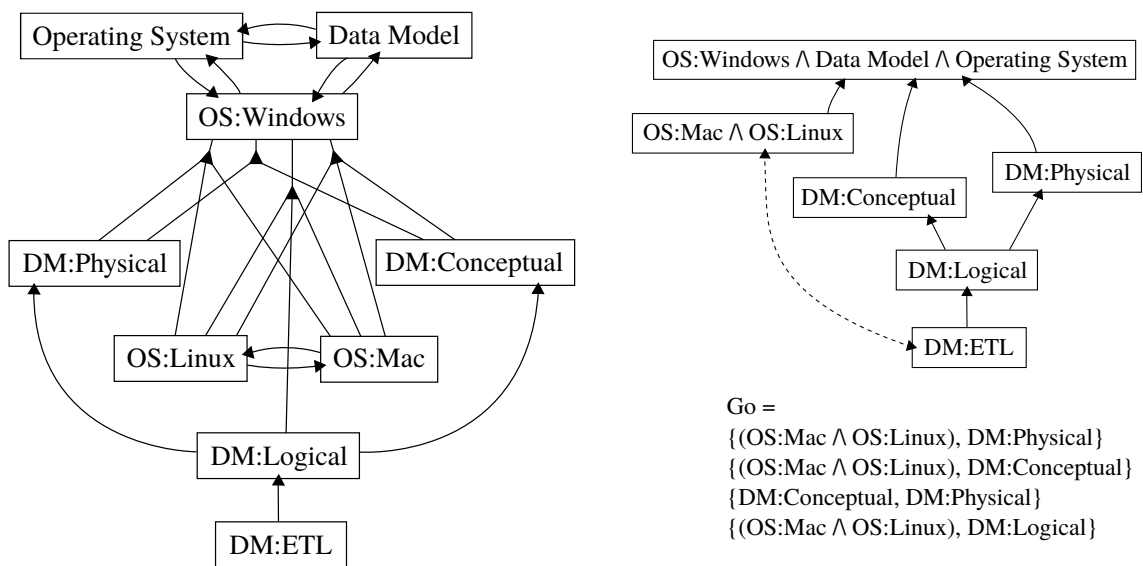 Operating System
Data Model
OS:Windows
DM:Physical
DM:Conceptual
OS:Linux
OS:Mac
DM:Logical
DM:ETL
OS:Windows /\ Data Model /\ Operating System
OS:Mac /\ OS:Linux
DM:Physical
DM:Conceptual
DM:Logical
DM:ETL
Go =
{(OS:Mac /\ OS:Linux), DM:Physical}
{(OS:Mac /\ OS:Linux), DM:Conceptual}
{DM:Conceptual, DM:Physical}
{(OS:Mac /\ OS:Linux), DM:Logical}